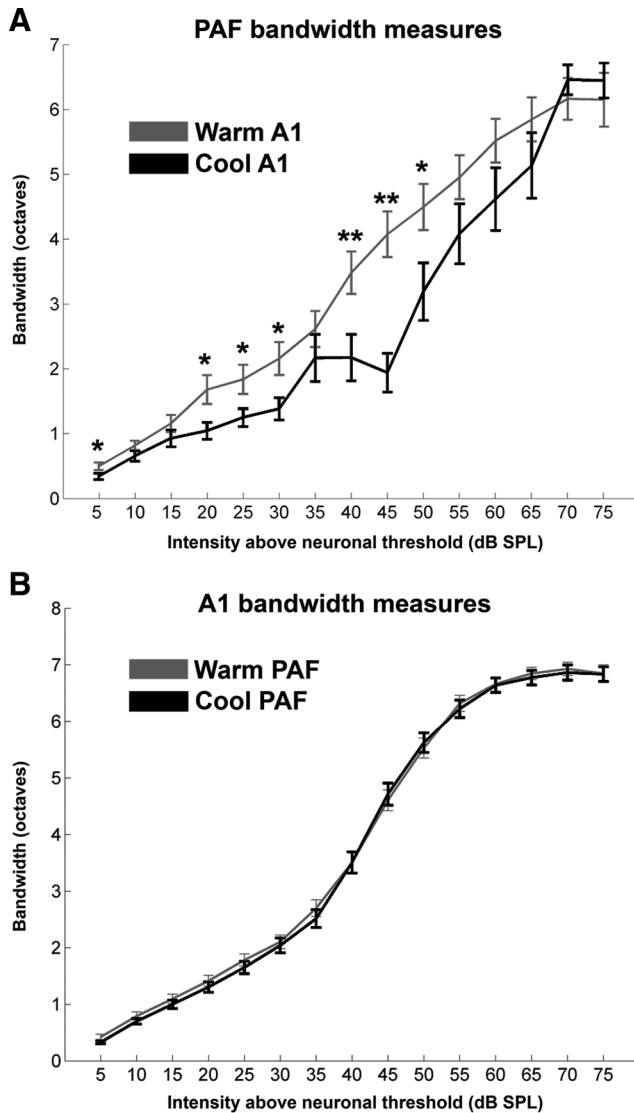 A
PAF bandwidth measures
7
6
5
4
3
2
1
0
Bandwidth (octaves)
Warm A1
Cool A1
*
*
*
*
**
**
*
5 10 15 20 25 30 35 40 45 50 55 60 65 70 75
Intensity above neuronal threshold (dB SPL)
B
A1 bandwidth measures
8
7
6
5
4
3
2
1
0
Bandwidth (octaves)
Warm PAF
Cool PAF
5 10 15 20 25 30 35 40 45 50 55 60 65 70 75
Intensity above neuronal threshold (dB SPL)